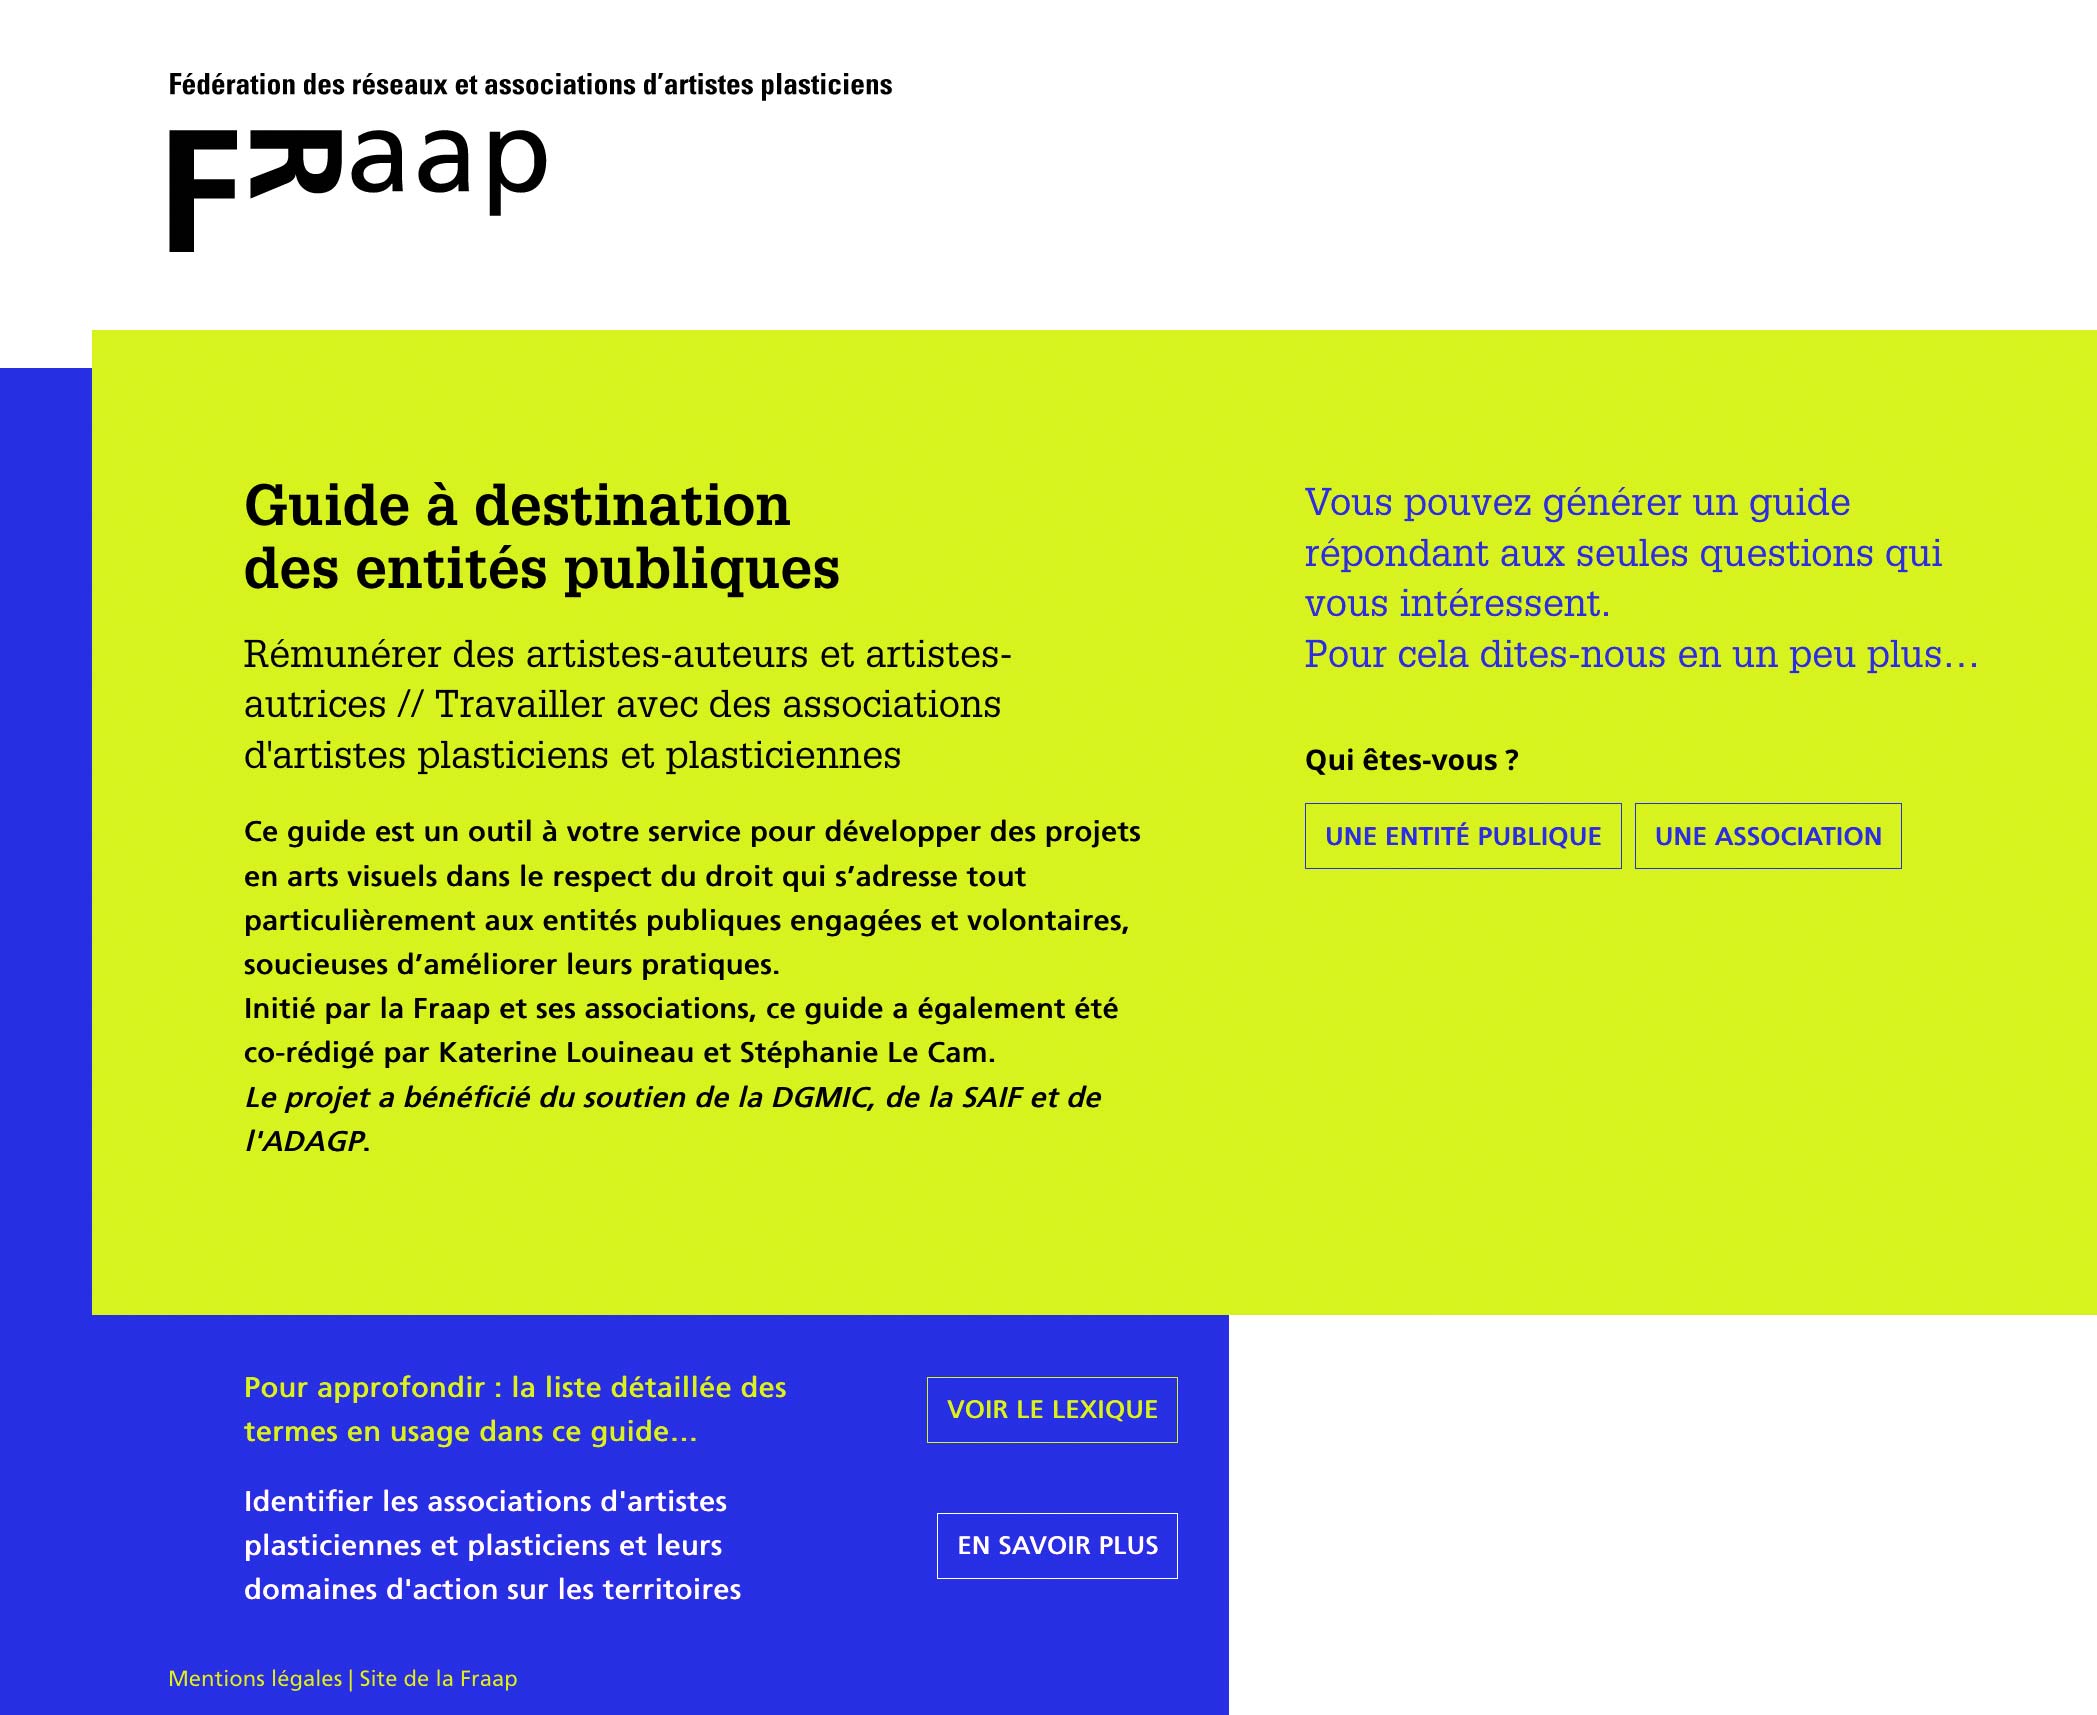 Fédération des réseaux et associations d’artistes plasticiens
FRaap
Guide à destination
des entités publiques
Rémunérer des artistes-auteurs et artistes-
autrices // Travailler avec des associations
d'artistes plasticiens et plasticiennes
Ce guide est un outil à votre service pour développer des projets
en arts visuels dans le respect du droit qui s’adresse tout
particulièrement aux entités publiques engagées et volontaires,
soucieuses d’améliorer leurs pratiques.
Initié par la Fraap et ses associations, ce guide a également été
co-rédigé par Katerine Louineau et Stéphanie Le Cam.
Le projet a bénéficié du soutien de la DGMIC, de la SAIF et de
l'ADAGP.
Vous pouvez générer un guide
répondant aux seules questions qui
vous intéressent.
Pour cela dites-nous en un peu plus…
Qui êtes-vous ?
UNE ENTITÉ PUBLIQUE
UNE ASSOCIATION
Pour approfondir : la liste détaillée des
termes en usage dans ce guide…
VOIR LE LEXIQUE
Identifier les associations d'artistes
plasticiennes et plasticiens et leurs
domaines d'action sur les territoires
EN SAVOIR PLUS
Mentions légales | Site de la Fraap